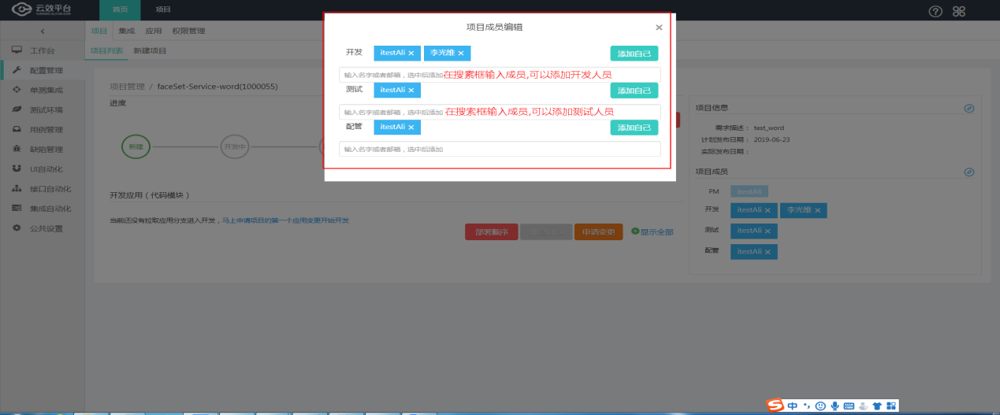 云效平台
YUNXIAO.ALIYUN.COM
首页 项目
项目 集成 应用 权限管理
项目列表 新建项目
工作台
配置管理
单测集成
测试环境
用例管理
缺陷管理
UI自动化
接口自动化
集成自动化
公共设置
项目管理 / faceSet-Service-word(1000055)
进度
新建
开发中
开发应用 ( 代码模块 )
当前还没有拉取应用分支进入开发，马上申请项目的第一个应用变更开始开发
部署顺序
申请变更
显示全部
项目成员编辑
开发 itestAli × 李光维 × 添加自己
输入名字或者邮箱，选中后添加 在搜素框输入成员,可以添加开发人员
测试 itestAli × 添加自己
输入名字或者邮箱，选中后添加 在搜索框输入成员,可以添加测试人员
配管 itestAli × 添加自己
输入名字或者邮箱，选中后添加
项目信息
需求描述： test_word
计划发布日期： 2019-06-23
实际发布日期：
项目成员
PM itestAli
开发 itestAli × 李光维 ×
测试 itestAli ×
配管 itestAli ×
中